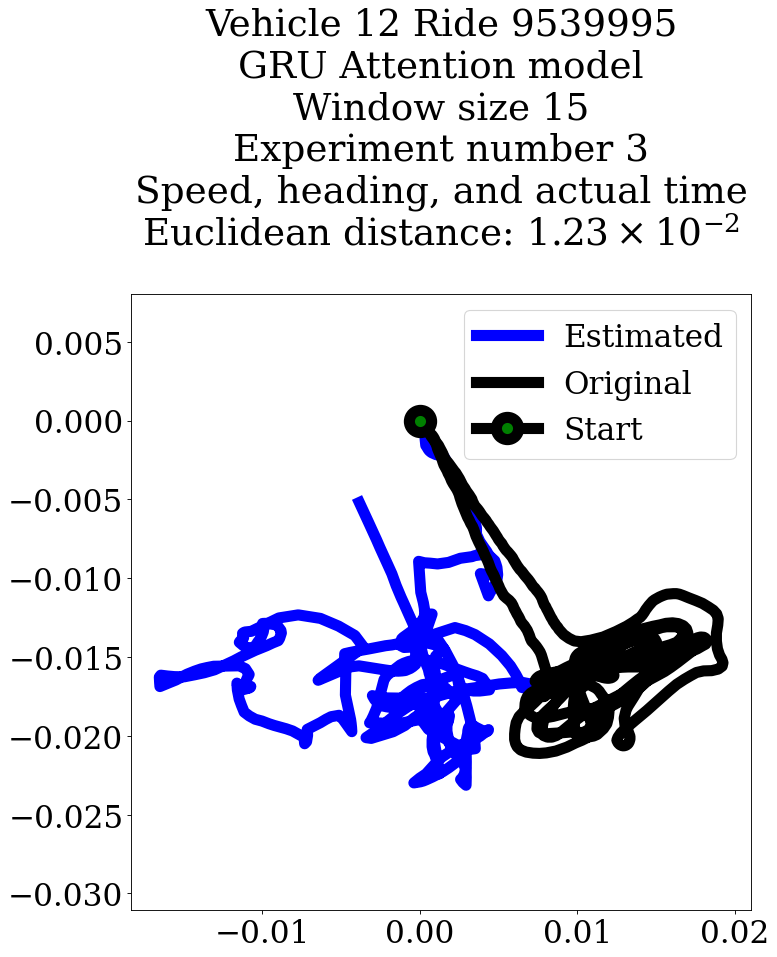 Vehicle 12 Ride 9539995
GRU Attention model
Window size 15
Experiment number 3
Speed, heading, and actual time
Euclidean distance: 1.23 × 10⁻²
Estimated
Original
Start
0.005
0.000
−0.005
−0.010
−0.015
−0.020
−0.025
−0.030
−0.01
0.00
0.01
0.02